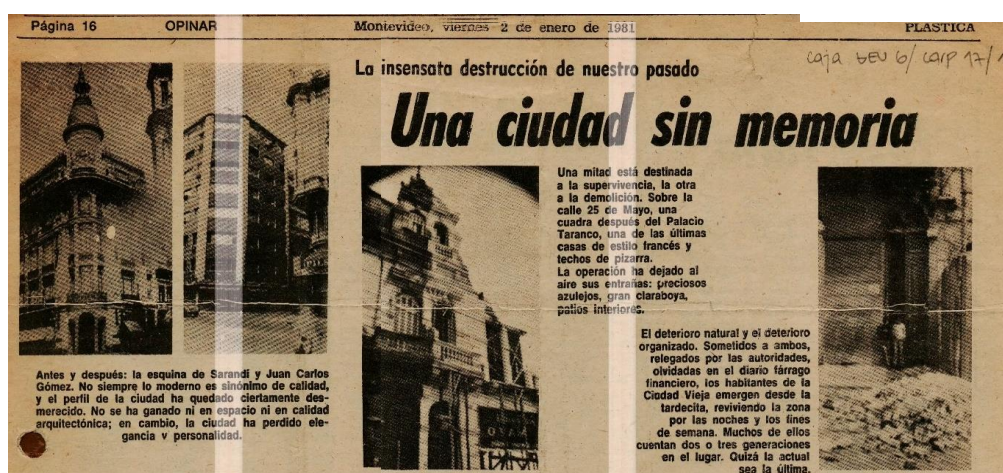 Página 16
OPINAR
Montevideo, viernes 2 de enero de 1981
PLASTICA
caja
La insensata destrucción de nuestro pasado
Una ciudad sin memoria
Una mitad está destinada
a la supervivencia, la otra
a la demolición. Sobre la
calle 25 de Mayo, una
cuadra después del Palacio
Taranco, una de las últimas
casas de estilo francés y
techos de pizarra.
La operación ha dejado al
aire sus entrañas: preciosos
azulejos, gran claraboya,
patios interiores.
El deterioro natural y el deterioro
organizado. Sometidos a ambos,
relegados por las autoridades,
olvidadas en el diario fárrago
financiero, los habitantes de la
Ciudad Vieja emergen desde la
tardecita, reviviendo la zona
por las noches y los fines
de semana. Muchos de ellos
cuentan dos o tres generaciones
en el lugar. Quizá la actual
sea la última.
Antes y después: la esquina de Sarandí y Juan Carlos
Gómez. No siempre lo moderno es sinónimo de calidad,
y el perfil de la ciudad ha quedado ciertamente des-
merecido. No se ha ganado ni en espacio ni en calidad
arquitectónica; en cambio, la ciudad ha perdido ele-
gancia y personalidad.